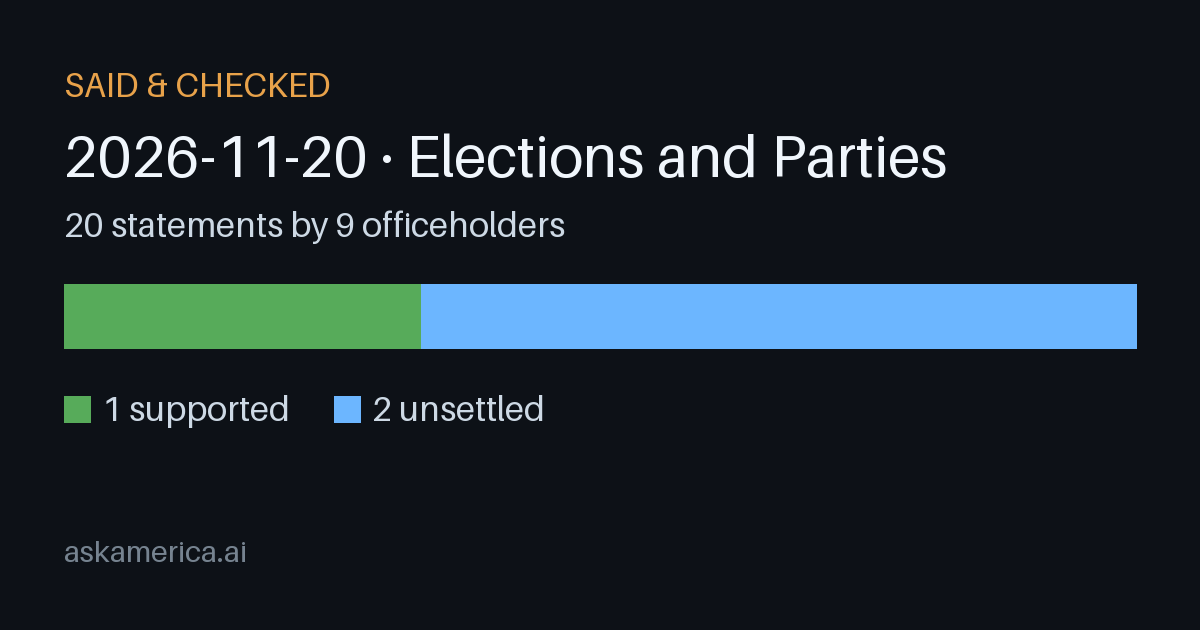 SAID & CHECKED
2026-11-20 · Elections and Parties
20 statements by 9 officeholders
1 supported
2 unsettled
askamerica.ai